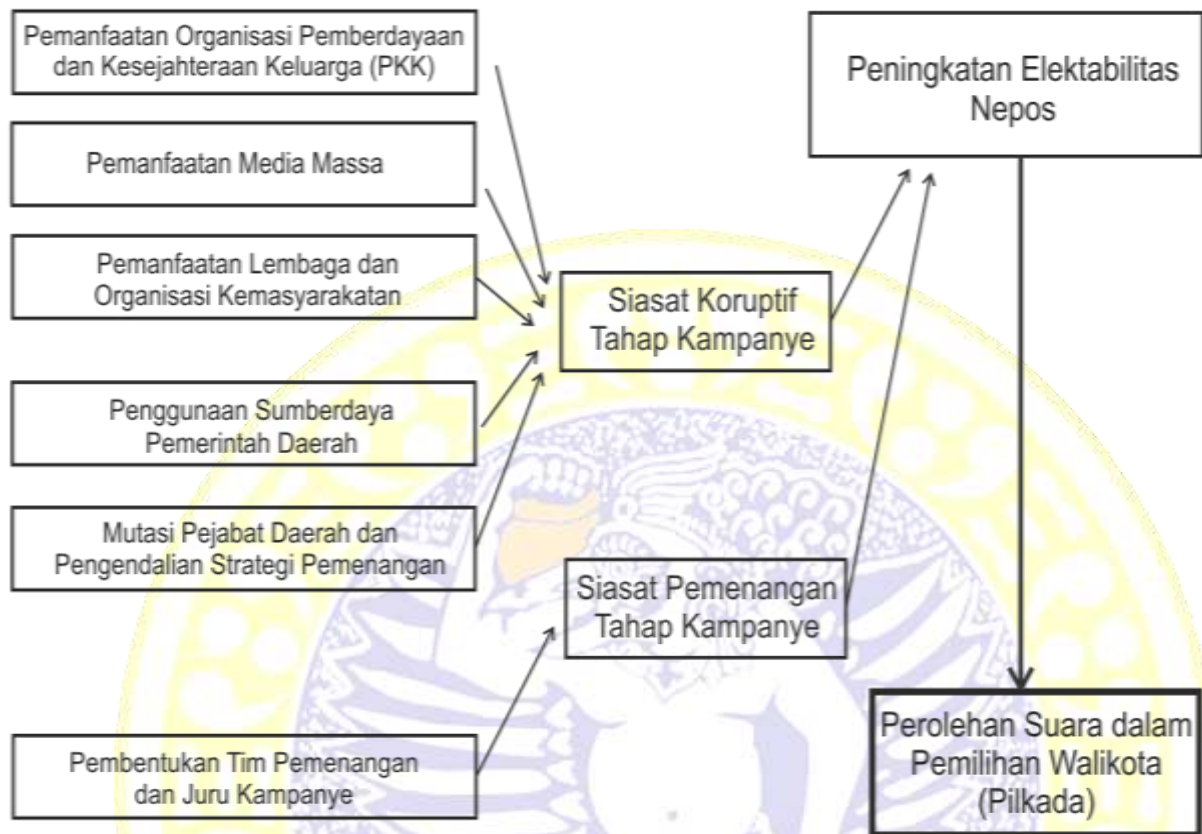 Pemanfaatan Organisasi Pemberdayaan
dan Kesejahteraan Keluarga (PKK)
Pemanfaatan Media Massa
Pemanfaatan Lembaga dan
Organisasi Kemasyarakatan
Penggunaan Sumberdaya
Pemerintah Daerah
Mutasi Pejabat Daerah dan
Pengendalian Strategi Pemenangan
Pembentukan Tim Pemenangan
dan Juru Kampanye
Siasat Koruptif
Tahap Kampanye
Siasat Pemenangan
Tahap Kampanye
Peningkatan Elektabilitas
Nepos
Perolehan Suara dalam
Pemilihan Walikota
(Pilkada)